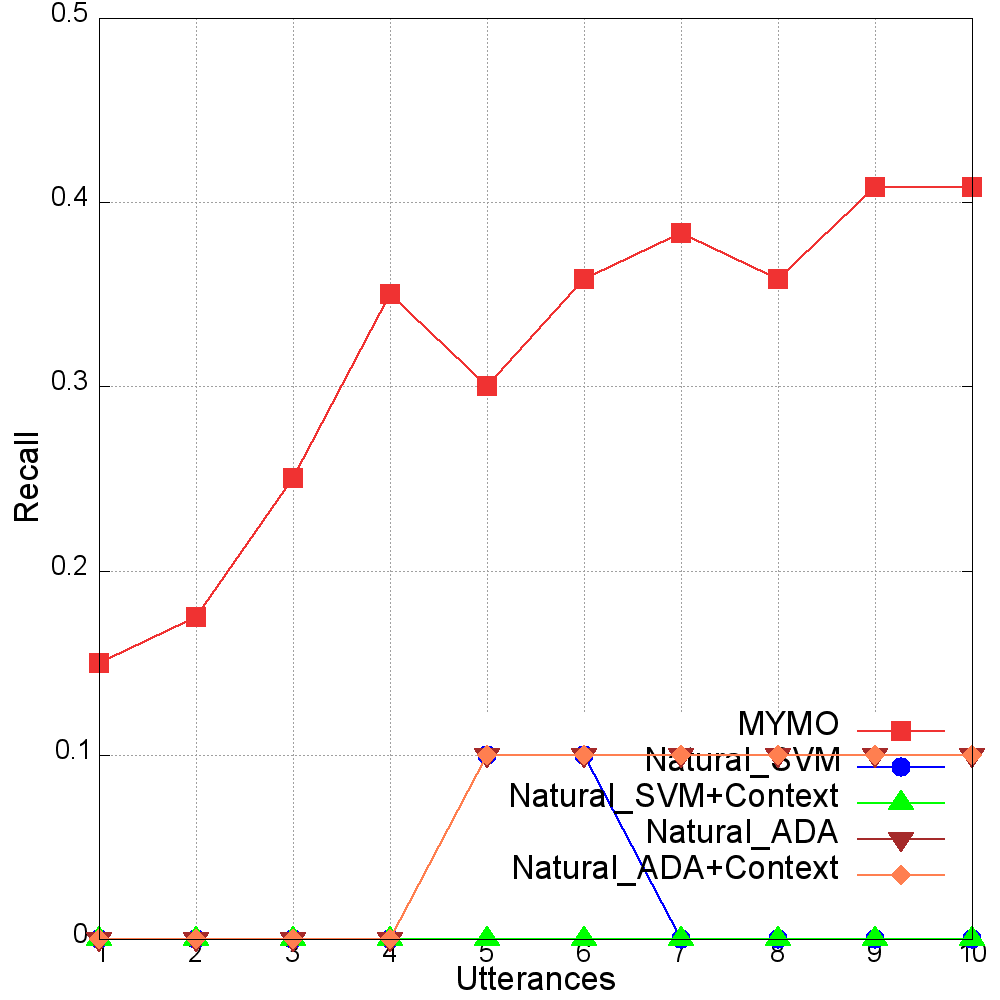 0.5
0.4
0.3
0.2
0.1
0
Recall
MYMO
Natural_SVM
Natural_SVM+Context
Natural_ADA
Natural_ADA+Context
1 2 3 4 5 6 7 8 9 10
Utterances